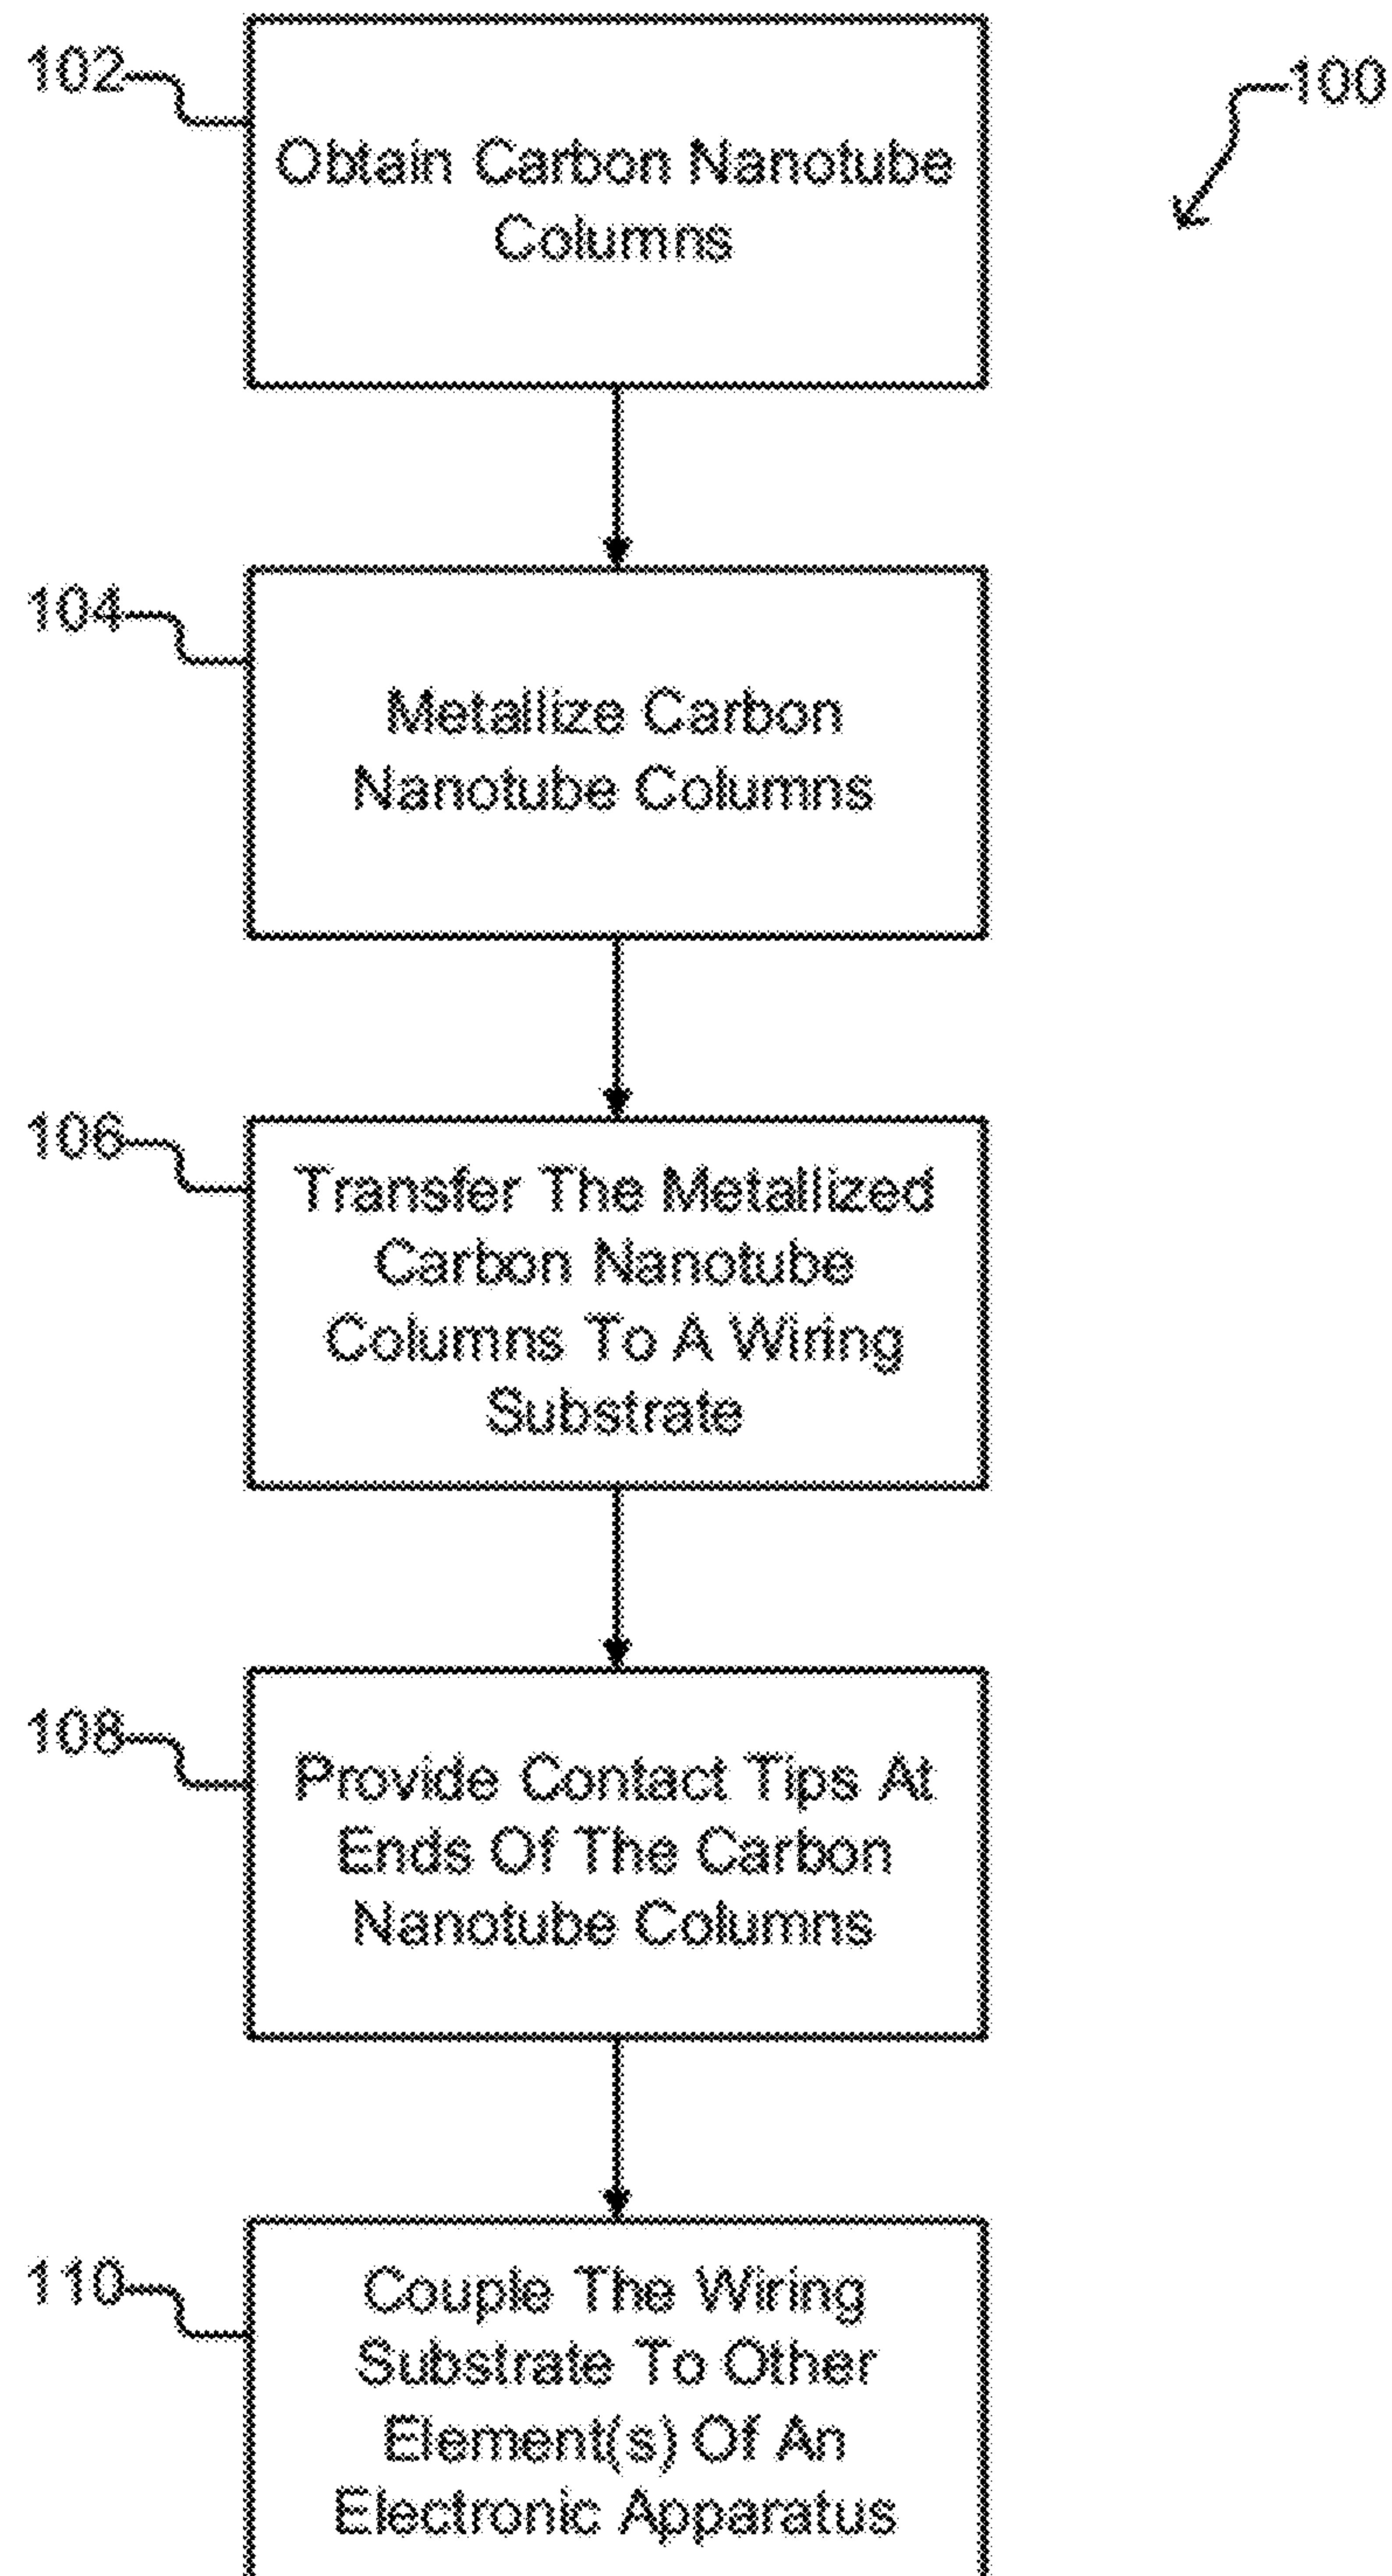 102
100
Obtain Carbon Nanotube
Columns
104
Metallize Carbon
Nanotube Columns
106
Transfer The Metallized
Carbon Nanotube
Columns To A Wiring
Substrate
108
Provide Contact Tips At
Ends Of The Carbon
Nanotube Columns
110
Couple The Wiring
Substrate To Other
Element(s) Of An
Electronic Apparatus